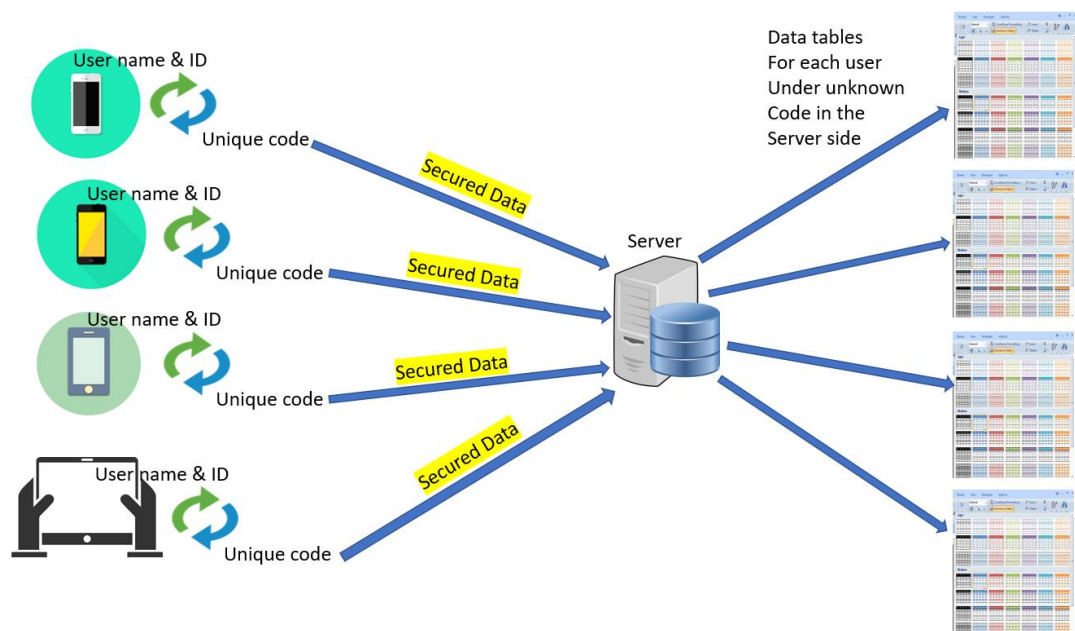 User name & ID
Unique code
Secured Data
User name & ID
Unique code
Secured Data
User name & ID
Unique code
Secured Data
User name & ID
Unique code
Secured Data
Server
Data tables
For each user
Under unknown
Code in the
Server side